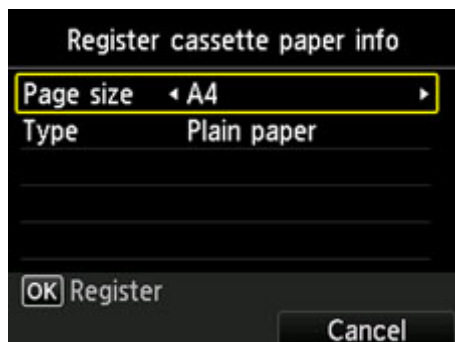 Register cassette paper info
Page size A4
Type Plain paper
OK Register
Cancel